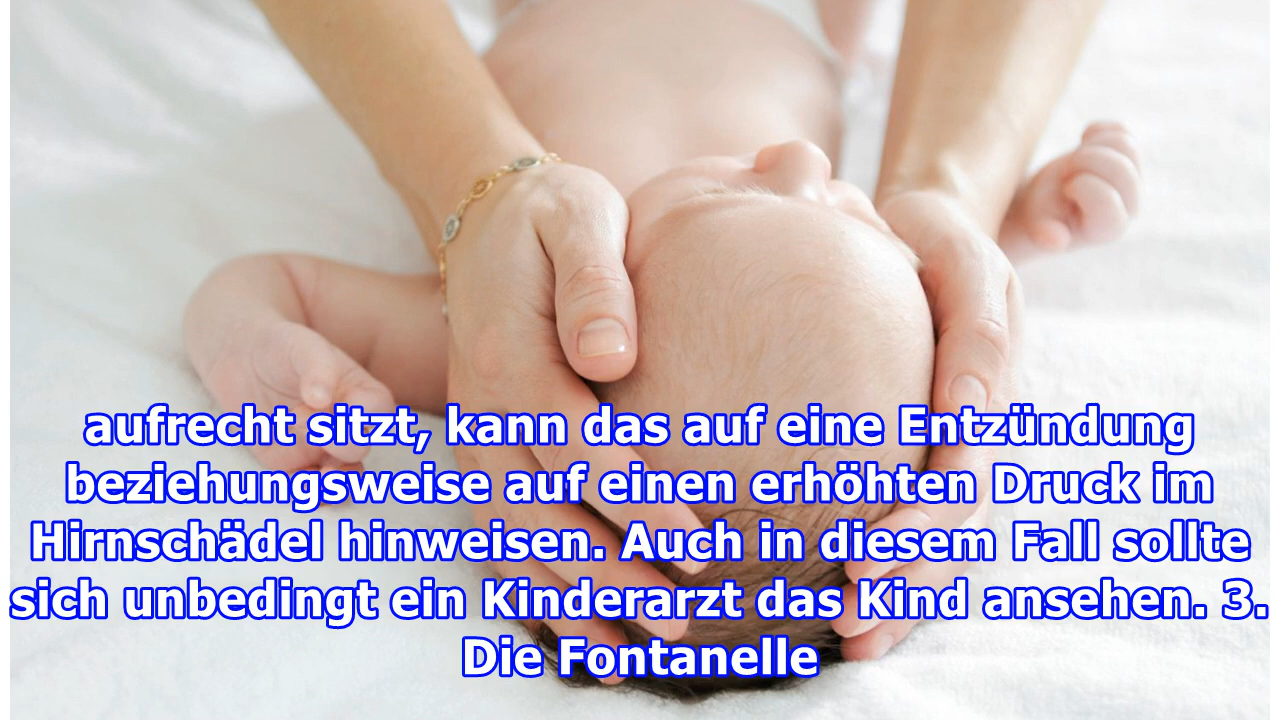 aufrecht sitzt, kann das auf eine Entzündung
beziehungsweise auf einen erhöhten Druck im
Hirnschädel hinweisen. Auch in diesem Fall sollte
sich unbedingt ein Kinderarzt das Kind ansehen. 3.
Die Fontanelle